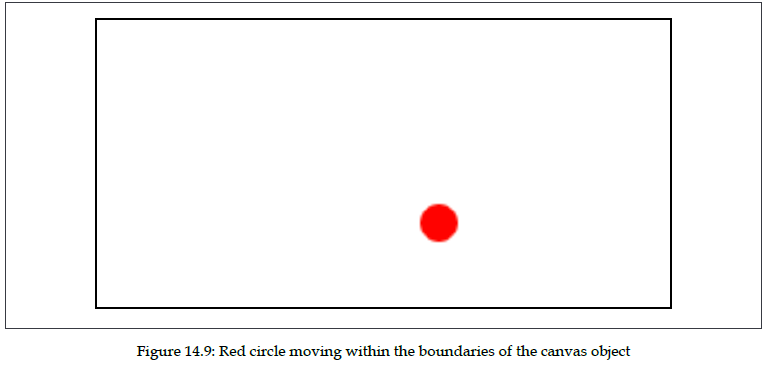 Figure 14.9: Red circle moving within the boundaries of the canvas object